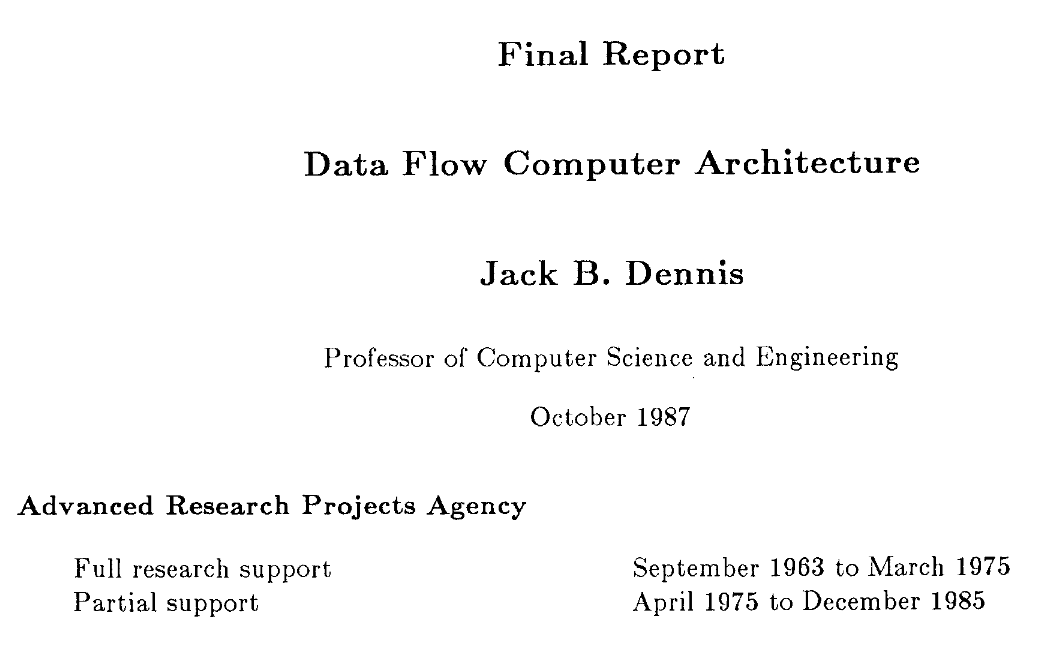 Final Report
Data Flow Computer Architecture
Jack B. Dennis
Professor of Computer Science and Engineering
October 1987
Advanced Research Projects Agency
Full research support September 1963 to March 1975
Partial support April 1975 to December 1985